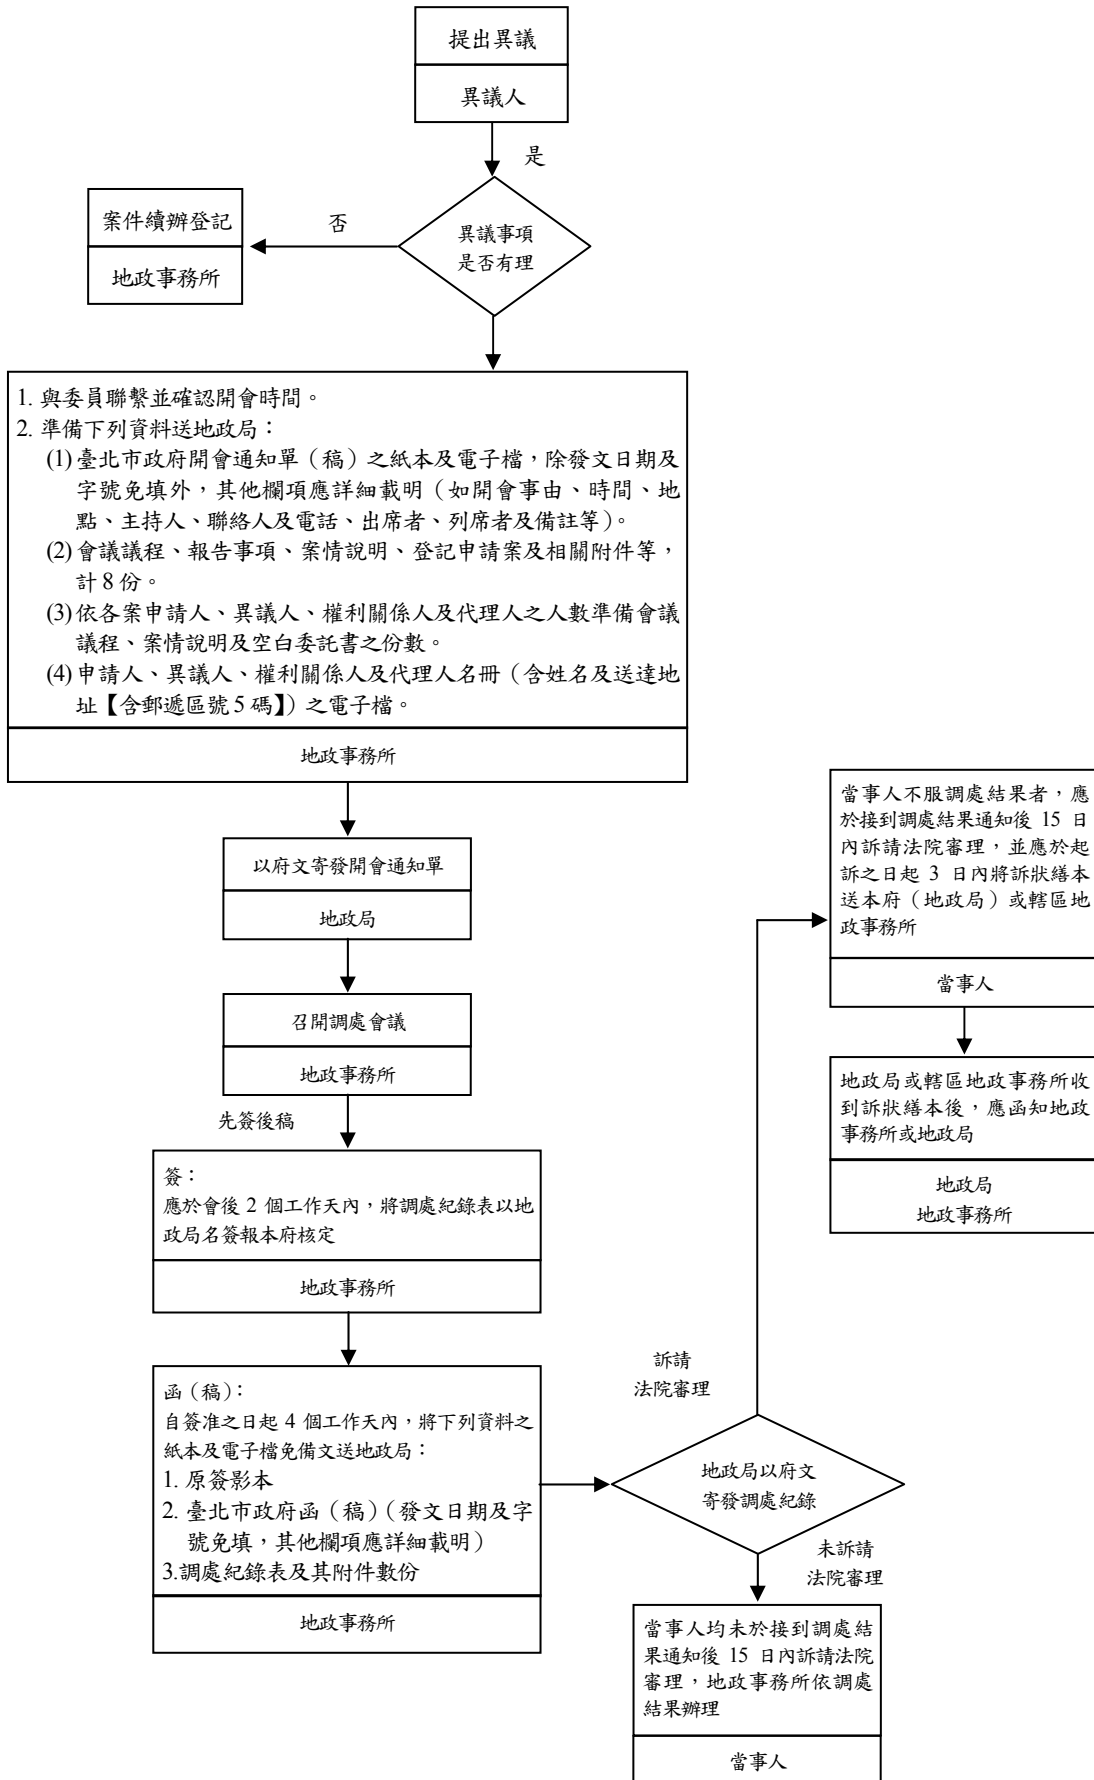 提出異議
異議人
是
異議事項
是否有理
否
案件續辦登記
地政事務所
1. 與委員聯繫並確認開會時間。
2. 準備下列資料送地政局：
(1)臺北市政府開會通知單（稿）之紙本及電子檔，除發文日期及
字號免填外，其他欄項應詳細載明（如開會事由、時間、地
點、主持人、聯絡人及電話、出席者、列席者及備註等）。
(2)會議議程、報告事項、案情說明、登記申請案及相關附件等，
計 8 份。
(3)依各案申請人、異議人、權利關係人及代理人之人數準備會議
議程、案情說明及空白委託書之份數。
(4)申請人、異議人、權利關係人及代理人名冊（含姓名及送達地
址【含郵遞區號 5 碼】）之電子檔。
地政事務所
以府文寄發開會通知單
地政局
召開調處會議
地政事務所
先簽後稿
簽：
應於會後 2 個工作天內，將調處紀錄表以地
政局名簽報本府核定
地政事務所
函（稿）：
自簽准之日起 4 個工作天內，將下列資料之
紙本及電子檔免備文送地政局：
1. 原簽影本
2. 臺北市政府函（稿）（發文日期及字
號免填，其他欄項應詳細載明）
3.調處紀錄表及其附件數份
地政事務所
地政局以府文
寄發調處紀錄
訴請
法院審理
當事人不服調處結果者，應
於接到調處結果通知後 15 日
內訴請法院審理，並應於起
訴之日起 3 日內將訴狀繕本
送本府（地政局）或轄區地
政事務所
當事人
地政局或轄區地政事務所收
到訴狀繕本後，應函知地政
事務所或地政局
地政局
地政事務所
未訴請
法院審理
當事人均未於接到調處結
果通知後 15 日內訴請法院
審理，地政事務所依調處
結果辦理
當事人